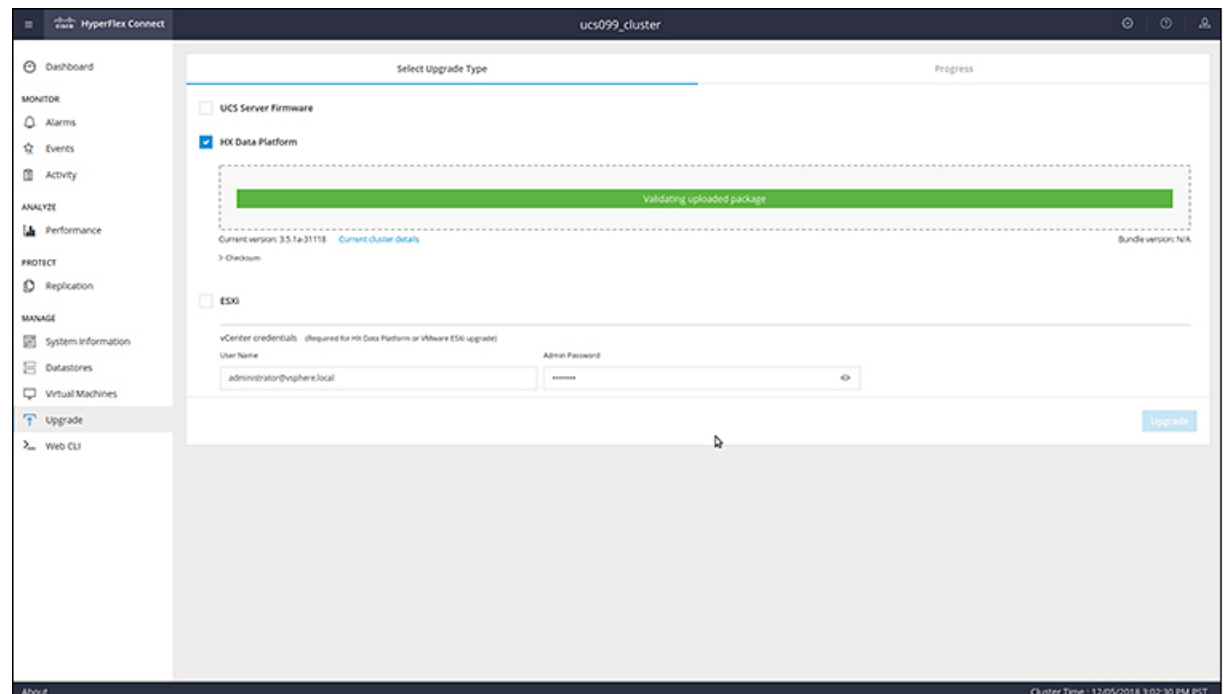 CISCO HyperFlex Connect
ucs099_cluster
Dashboard
MONITOR
Alarms
Events
Activity
ANALYZE
Performance
PROTECT
Replication
MANAGE
System Information
Datastores
Virtual Machines
Upgrade
Web CLI
Select Upgrade Type
Progress
UCS Server Firmware
HX Data Platform
Validating uploaded package
Current version: 3.5.1a-31118 Current cluster details
Bundle version: N/A
> Checksum
ESXi
vCenter credentials (Required for HX Data Platform or VMware ESXi upgrade)
User Name
Admin Password
administrator@vsphere.local
Upgrade
About
Cluster Time : 12/05/2018 3:02:30 PM PST